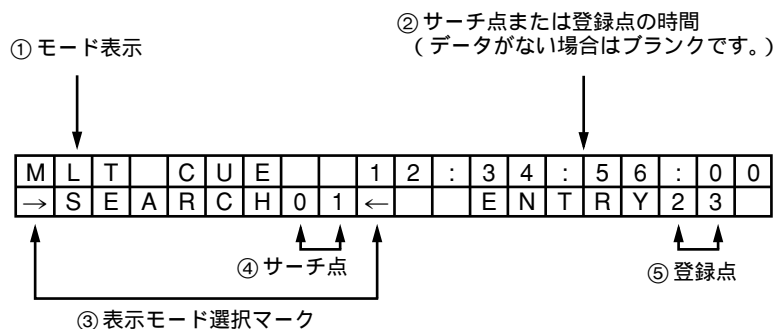 ① モード表示
② サーチ点または登録点の時間
(データがない場合はブランクです。)
MLT CUE  12:34:56:00
→SEARCH01←  ENTRY23
④ サーチ点
⑤ 登録点
③ 表示モード選択マーク